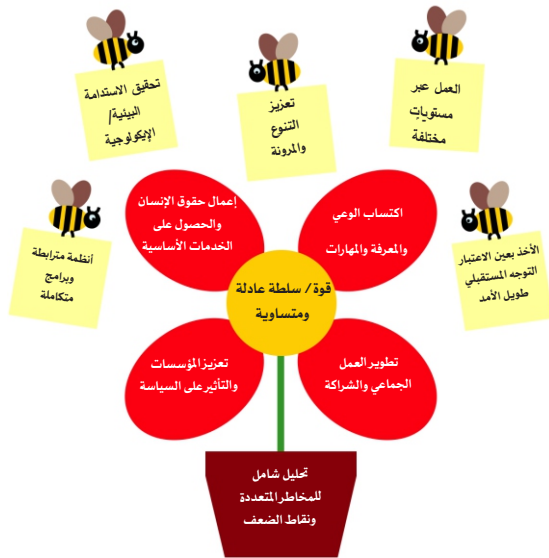 العمل عبر
مستويات
مختلفة
تعزيز
التنوع
والمرونة
تحقيق الاستدامة
البيئية/
الإيكولوجية
الأخذ بعين الاعتبار
التوجه المستقبلي
طويل الأمد
اكتساب الوعي
والمعرفة والمهارات
إعمال حقوق الإنسان
والحصول على
الخدمات الأساسية
أنظمة مترابطة
وبرامج
متكاملة
قوة/ سلطة عادلة
ومتساوية
تطوير العمل
الجماعي والشراكة
تعزيز المؤسسات
والتأثير على السياسة
تحليل شامل
للمخاطر المتعددة
ونقاط الضعف